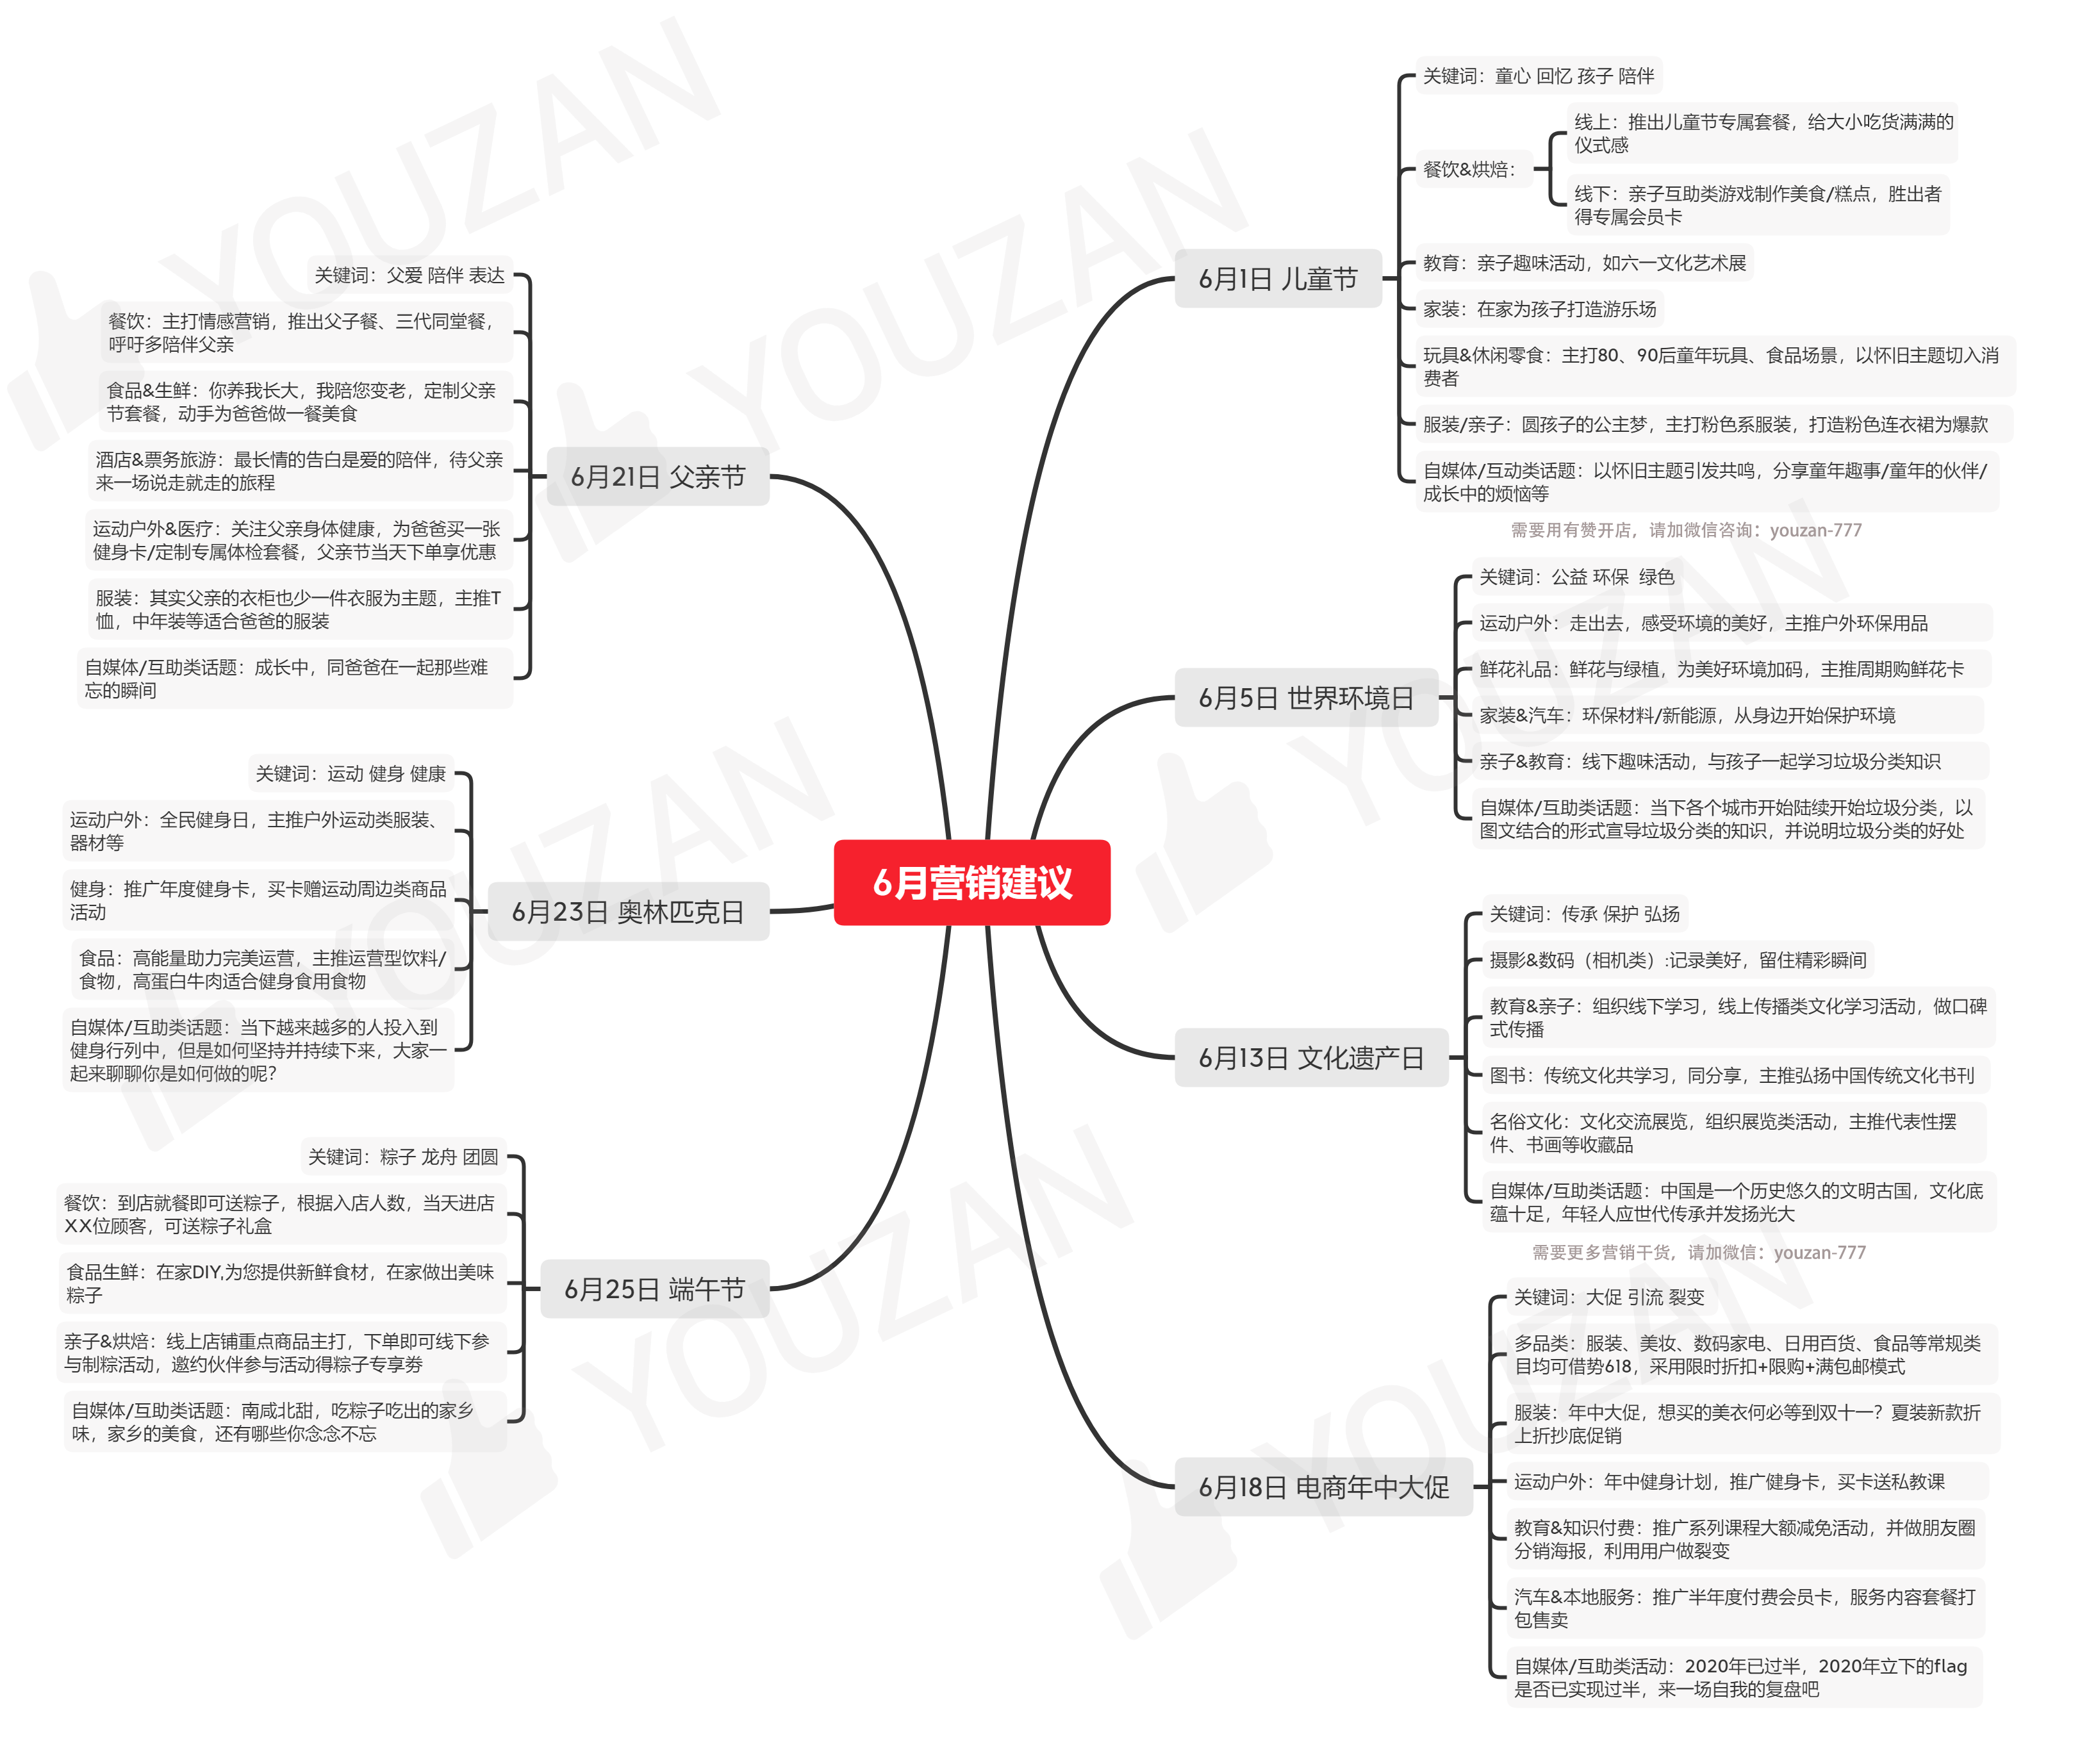 6月营销建议
6月1日 儿童节
关键词：童心 回忆 孩子 陪伴
餐饮&烘焙：
线上：推出儿童节专属套餐，给大小吃货满满的
仪式感
线下：亲子互助类游戏制作美食/糕点，胜出者
得专属会员卡
教育：亲子趣味活动，如六一文化艺术展
家装：在家为孩子打造游乐场
玩具&休闲零食：主打80、90后童年玩具、食品场景，以怀旧主题切入消
费者
服装/亲子：圆孩子的公主梦，主打粉色系服装，打造粉色连衣裙为爆款
自媒体/互动类话题：以怀旧主题引发共鸣，分享童年趣事/童年的伙伴/
成长中的烦恼等
需要用有赞开店，请加微信咨询：youzan-777
6月5日 世界环境日
关键词：公益 环保  绿色
运动户外：走出去，感受环境的美好，主推户外环保用品
鲜花礼品：鲜花与绿植，为美好环境加码，主推周期购鲜花卡
家装&汽车：环保材料/新能源，从身边开始保护环境
亲子&教育：线下趣味活动，与孩子一起学习垃圾分类知识
自媒体/互助类话题：当下各个城市开始陆续开始垃圾分类，以
图文结合的形式宣导垃圾分类的知识，并说明垃圾分类的好处
6月13日 文化遗产日
关键词：传承 保护 弘扬
摄影&数码（相机类）:记录美好，留住精彩瞬间
教育&亲子：组织线下学习，线上传播类文化学习活动，做口碑
式传播
图书：传统文化共学习，同分享，主推弘扬中国传统文化书刊
名俗文化：文化交流展览，组织展览类活动，主推代表性摆
件、书画等收藏品
自媒体/互助类话题：中国是一个历史悠久的文明古国，文化底
蕴十足，年轻人应世代传承并发扬光大
需要更多营销干货，请加微信：youzan-777
6月18日 电商年中大促
关键词：大促 引流 裂变
多品类：服装、美妆、数码家电、日用百货、食品等常规类
目均可借势618，采用限时折扣+限购+满包邮模式
服装：年中大促，想买的美衣何必等到双十一？夏装新款折
上折抄底促销
运动户外：年中健身计划，推广健身卡，买卡送私教课
教育&知识付费：推广系列课程大额减免活动，并做朋友圈
分销海报，利用用户做裂变
汽车&本地服务：推广半年度付费会员卡，服务内容套餐打
包售卖
自媒体/互助类活动：2020年已过半，2020年立下的flag
是否已实现过半，来一场自我的复盘吧
6月21日 父亲节
关键词：父爱 陪伴 表达
餐饮：主打情感营销，推出父子餐、三代同堂餐，
呼吁多陪伴父亲
食品&生鲜：你养我长大，我陪您变老，定制父亲
节套餐，动手为爸爸做一餐美食
酒店&票务旅游：最长情的告白是爱的陪伴，待父亲
来一场说走就走的旅程
运动户外&医疗：关注父亲身体健康，为爸爸买一张
健身卡/定制专属体检套餐，父亲节当天下单享优惠
服装：其实父亲的衣柜也少一件衣服为主题，主推T
恤，中年装等适合爸爸的服装
自媒体/互助类话题：成长中，同爸爸在一起那些难
忘的瞬间
6月23日 奥林匹克日
关键词：运动 健身 健康
运动户外：全民健身日，主推户外运动类服装、
器材等
健身：推广年度健身卡，买卡赠运动周边类商品
活动
食品：高能量助力完美运营，主推运营型饮料/
食物，高蛋白牛肉适合健身食用食物
自媒体/互助类话题：当下越来越多的人投入到
健身行列中，但是如何坚持并持续下来，大家一
起来聊聊你是如何做的呢？
6月25日 端午节
关键词：粽子 龙舟 团圆
餐饮：到店就餐即可送粽子，根据入店人数，当天进店
XX位顾客，可送粽子礼盒
食品生鲜：在家DIY,为您提供新鲜食材，在家做出美味
粽子
亲子&烘焙：线上店铺重点商品主打，下单即可线下参
与制粽活动，邀约伙伴参与活动得粽子专享券
自媒体/互助类话题：南咸北甜，吃粽子吃出的家乡
味，家乡的美食，还有哪些你念念不忘
YOUZAN
YOUZAN
YOUZAN
YOUZAN
YOUZAN
YOUZAN